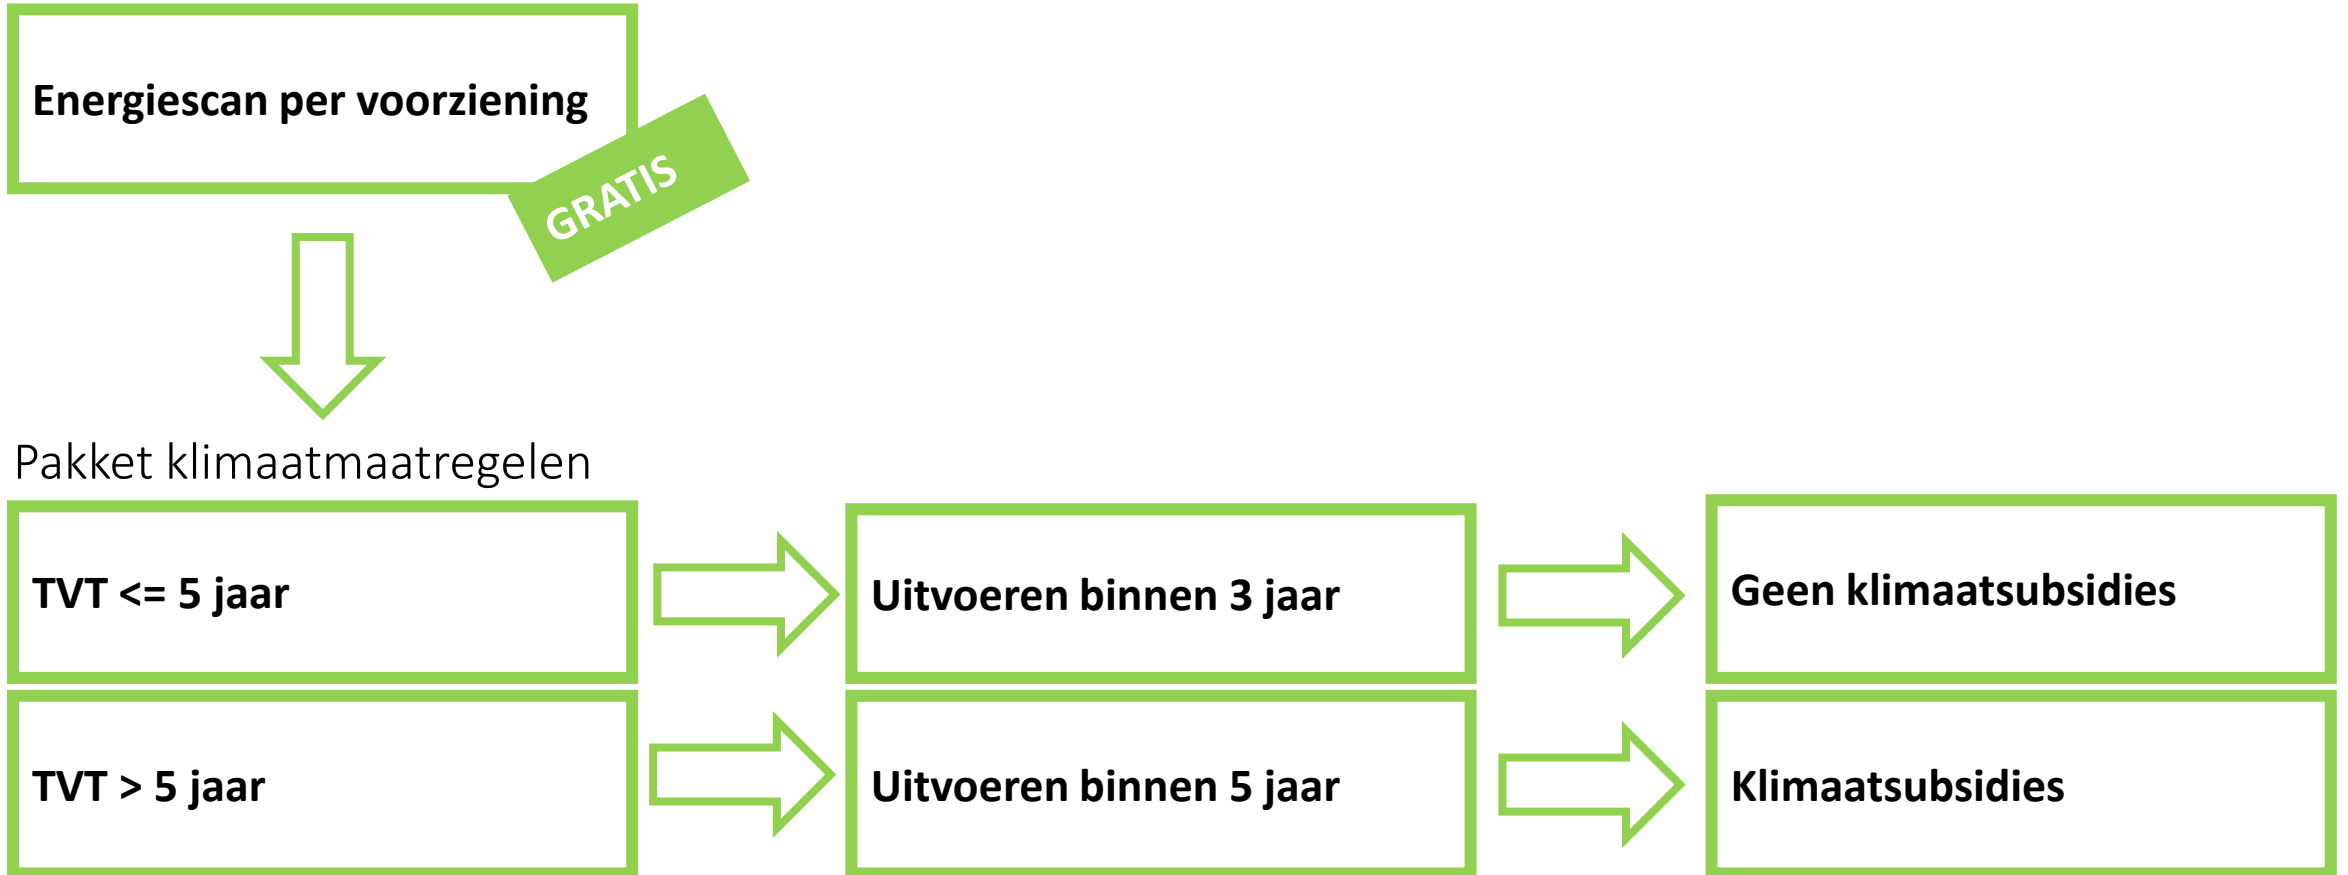 Energiescan per voorziening
GRATIS
Pakket klimaatmaatregelen
TVT <= 5 jaar
Uitvoeren binnen 3 jaar
Geen klimaatsubsidies
TVT > 5 jaar
Uitvoeren binnen 5 jaar
Klimaatsubsidies